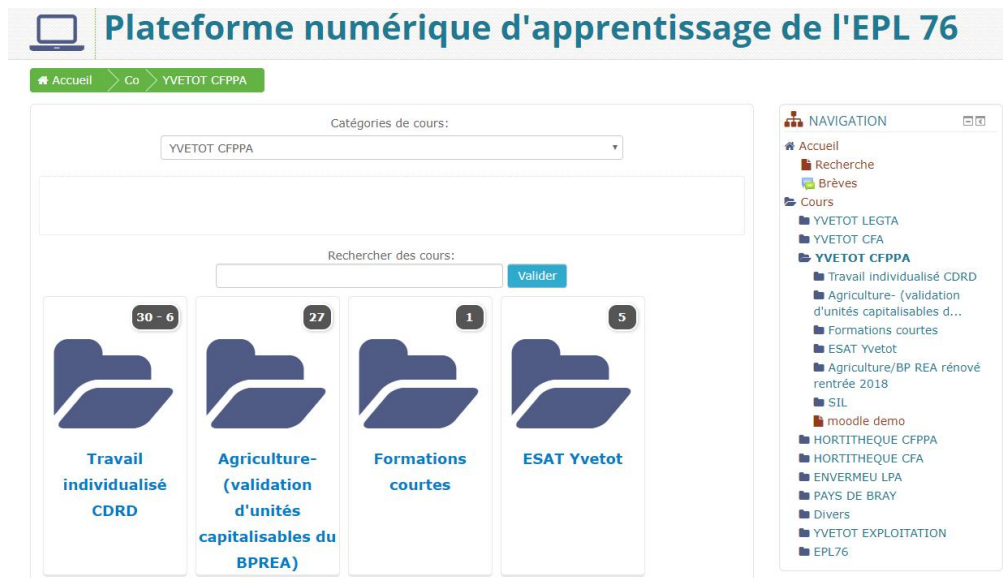 Plateforme numérique d'apprentissage de l'EPL 76
Accueil Co YVETOT CFPPA
Catégories de cours:
YVETOT CFPPA
Rechercher des cours:
Valider
30 - 6
Travail
individualisé
CDRD
27
Agriculture-
(validation
d'unités
capitalisables du
BPREA)
1
Formations
courtes
5
ESAT Yvetot
NAVIGATION
Accueil
Recherche
Brèves
Cours
YVETOT LEGTA
YVETOT CFA
YVETOT CFPPA
Travail individualisé CDRD
Agriculture- (validation
d'unités capitalisables d...
Formations courtes
ESAT Yvetot
Agriculture/BP REA rénové
rentrée 2018
SIL
moodle demo
HORTITHEQUE CFPPA
HORTITHEQUE CFA
ENVERMEU LPA
PAYS DE BRAY
Divers
YVETOT EXPLOITATION
EPL76